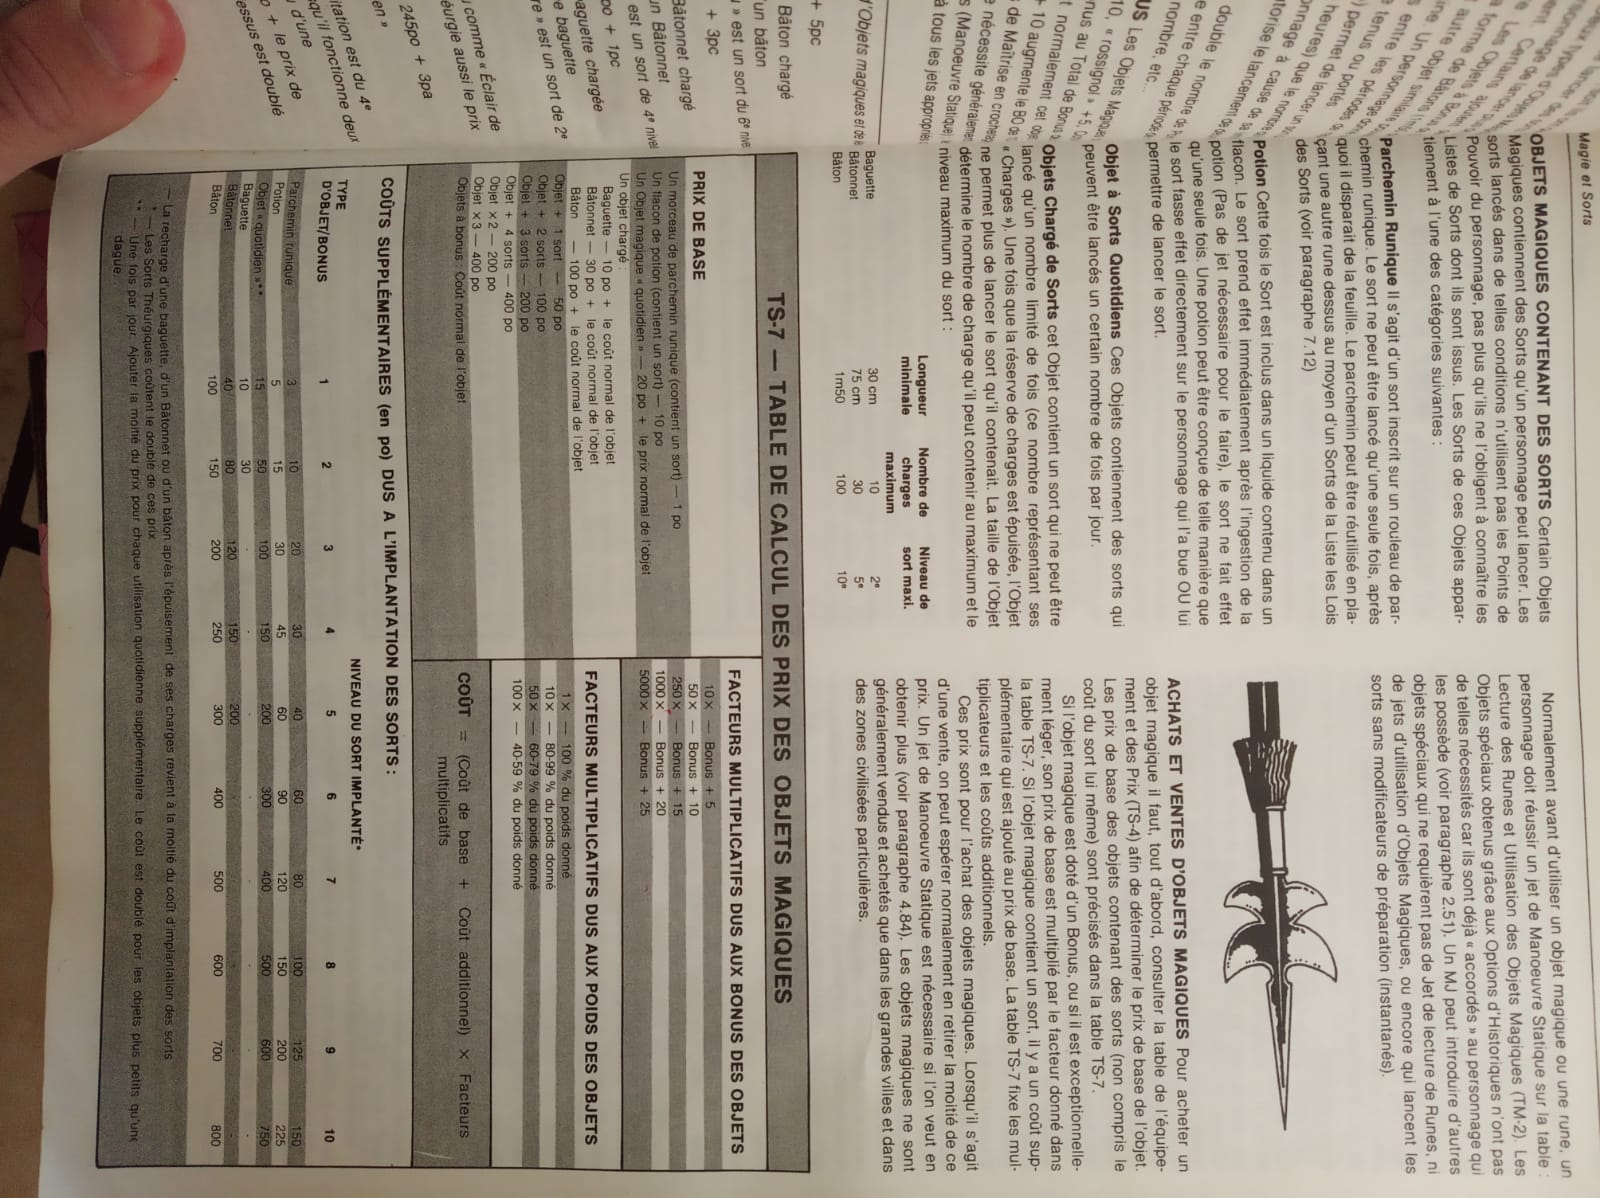 Magie et Sorts
OBJETS MAGIQUES CONTENANT DES SORTS Certain Objets
Magiques contiennent des Sorts qu'un personnage peut lancer. Les
sorts lancés dans de telles conditions n'utilisent pas les Points de
Pouvoir du personnage, pas plus qu'ils ne l'obligent à connaître les
Listes de Sorts dont ils sont issus. Les Sorts de ces Objets appar-
tiennent à l'une des catégories suivantes :
Parchemin Runique Il s'agit d'un sort inscrit sur un rouleau de par-
chemin runique. Le sort ne peut être lancé qu'une seule fois, après
quoi il disparait de la feuille. Le parchemin peut être réutilisé en pla-
çant une autre rune dessus au moyen d'un Sorts de la Liste les Lois
des Sorts (voir paragraphe 7.12)
Potion Cette fois le Sort est inclus dans un liquide contenu dans un
flacon. Le sort prend effet immédiatement après l'ingestion de la
potion (Pas de jet nécessaire pour le faire), le sort ne fait effet
qu'une seule fois. Une potion peut être conçue de telle manière que
le sort fasse effet directement sur le personnage qui l'a bue OU lui
permettre de lancer le sort.
Objet à Sorts Quotidiens Ces Objets contiennent des sorts qui
peuvent être lancés un certain nombre de fois par jour.
Objets Chargé de Sorts cet Objet contient un sort qui ne peut être
lancé qu'un nombre limité de fois (ce nombre représentant ses
« Charges »). Une fois que la réserve de charges est épuisée, l'Objet
ne permet plus de lancer le sort qu'il contenait. La taille de l'Objet
détermine le nombre de charge qu'il peut contenir au maximum et le
niveau maximum du sort :
Longueur minimale Nombre de charges maximum Niveau de sort maxi.
Baguette 30 cm 10 2e
Bâtonnet 75 cm 30 5e
Bâton 1m50 100 10e
Normalement avant d'utiliser un objet magique ou une rune, un
personnage doit réussir un jet de Manoeuvre Statique sur la table :
Lecture des Runes et Utilisation des Objets Magiques (TM-2). Les
Objets spéciaux obtenus grâce aux Options d'Historiques n'ont pas
de telles nécessités car ils sont déjà « accordés » au personnage qui
les possède (voir paragraphe 2.51). Un MJ peut introduire d'autres
objets spéciaux qui ne requièrent pas de Jet de lecture de Runes, ni
de jets d'utilisation d'Objets Magiques, ou encore qui lancent les
sorts sans modificateurs de préparation (instantanés).
ACHATS ET VENTES D'OBJETS MAGIQUES Pour acheter un
objet magique il faut, tout d'abord, consulter la table de l'équipe-
ment et des Prix (TS-4) afin de déterminer le prix de base de l'objet.
Les prix de base des objets contenant des sorts (non compris le
coût du sort lui même) sont précisés dans la table TS-7.
Si l'objet magique est doté d'un Bonus, ou si il est exceptionnelle-
ment léger, son prix de base est multiplié par le facteur donné dans
la table TS-7. Si l'objet magique contient un sort, il y a un coût sup-
plémentaire qui est ajouté au prix de base. La table TS-7 fixe les mul-
tiplicateurs et les coûts additionnels.
Ces prix sont pour l'achat des objets magiques. Lorsqu'il s'agit
d'une vente, on peut espérer normalement en retirer la moitié de ce
prix. Un jet de Manoeuvre Statique est nécessaire si l'on veut en
obtenir plus (voir paragraphe 4.84). Les objets magiques ne sont
généralement vendus et achetés que dans les grandes villes et dans
des zones civilisées particulières.
TS-7 — TABLE DE CALCUL DES PRIX DES OBJETS MAGIQUES
PRIX DE BASE
Un morceau de parchemin runique (contient un sort) — 1 po
Un flacon de potion (contient un sort) — 10 po
Un Objet magique « quotidien » — 20 po + le prix normal de l'objet
Un objet chargé :
Baguette — 10 po + le coût normal de l'objet
Bâtonnet — 30 po + le coût normal de l'objet
Bâton — 100 po + le coût normal de l'objet
Objet + 1 sort — 50 po
Objet + 2 sorts — 100 po
Objet + 3 sorts — 200 po
Objet + 4 sorts — 400 po
Objet ×2 — 200 po
Objet ×3 — 400 po
Objets à bonus : Coût normal de l'objet
FACTEURS MULTIPLICATIFS DUS AUX BONUS DES OBJETS
10× — Bonus + 5
50× — Bonus + 10
250× — Bonus + 15
1000× — Bonus + 20
5000× — Bonus + 25
FACTEURS MULTIPLICATIFS DUS AUX POIDS DES OBJETS
1× — 100 % du poids donné
10× — 80-99 % du poids donné
50× — 60-79 % du poids donné
100× — 40-59 % du poids donné
COÛT = (Coût de base + Coût additionnel) × Facteurs
multiplicatifs
COÛTS SUPPLÉMENTAIRES (en po) DUS A L'IMPLANTATION DES SORTS :
NIVEAU DU SORT IMPLANTÉ*
TYPE
D'OBJET/BONUS 1 2 3 4 5 6 7 8 9 10
Parchemin runique 3 10 20 30 40 60 80 100 125 150
Potion 5 15 30 45 60 90 120 150 200 225
Objet « quotidien »** 15 50 100 150 200 300 400 500 600 750
Baguette 10 30 - - - - - - - -
Bâtonnet 40 80 120 150 200 - - - - -
Bâton 100 150 200 250 300 400 500 600 700 800
— La recharge d'une baguette, d'un Bâtonnet ou d'un bâton après l'épuisement de ses charges revient à la moitié du coût d'implantation des sorts
* — Les Sorts Théurgiques coûtent le double de ces prix
** — Une fois par jour. Ajouter la moitié du prix pour chaque utilisation quotidienne supplémentaire. Le coût est doublé pour les objets plus petits qu'une
dague.